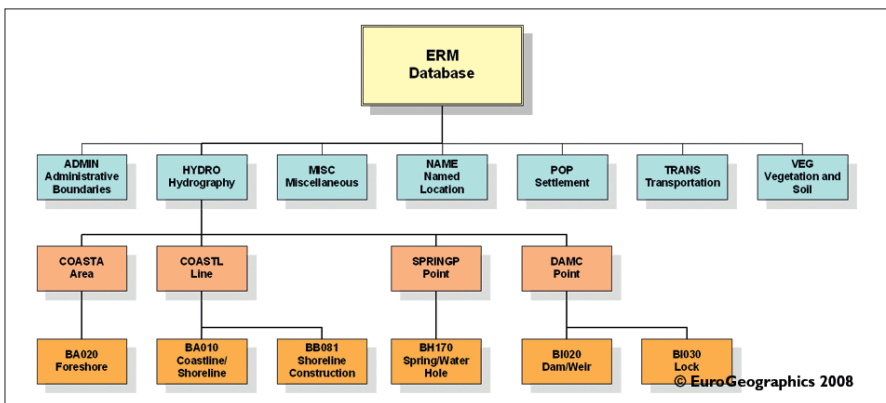 ERM
Database
ADMIN
Administrative
Boundaries
HYDRO
Hydrography
MISC
Miscellaneous
NAME
Named
Location
POP
Settlement
TRANS
Transportation
VEG
Vegetation and
Soil
COASTA
Area
COASTL
Line
SPRINGP
Point
DAMC
Point
BA020
Foreshore
BA010
Coastline/
Shoreline
BB081
Shoreline
Construction
BH170
Spring/Water
Hole
BI020
Dam/Weir
BI030
Lock
© EuroGeographics 2008